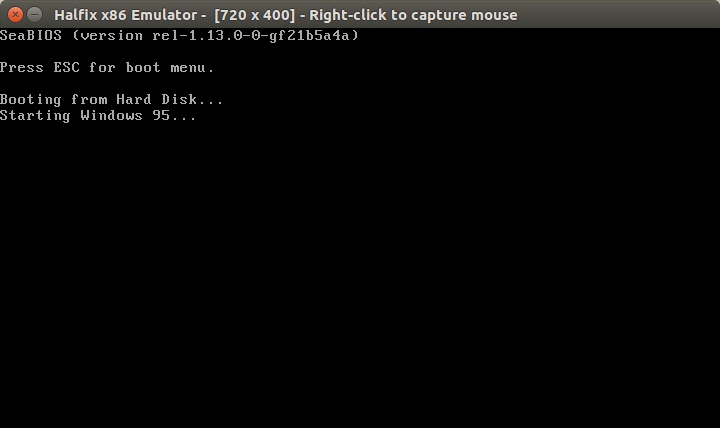 Halfix x86 Emulator -  [720 x 400] - Right-click to capture mouse
SeaBIOS (version rel-1.13.0-0-gf21b5a4a)
Press ESC for boot menu.
Booting from Hard Disk...
Starting Windows 95...